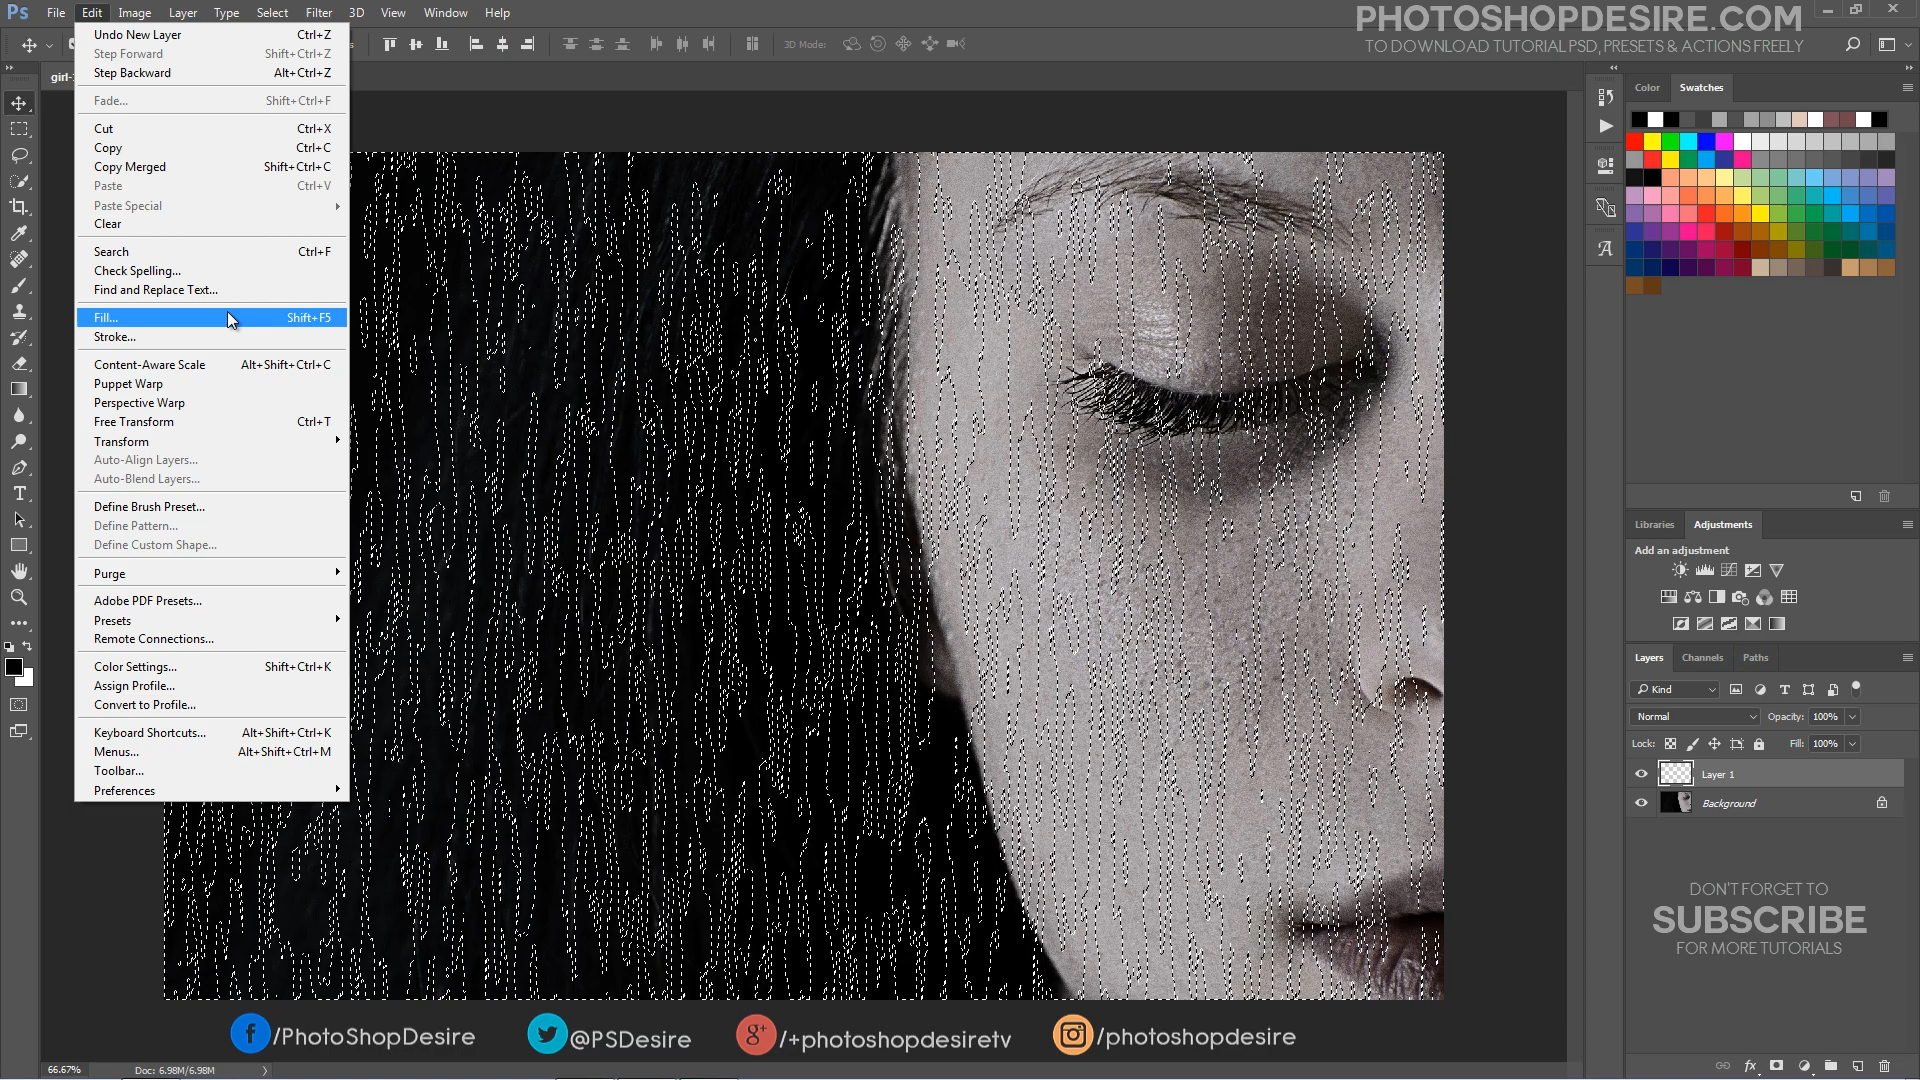 Ps File Edit Image Layer Type Select Filter 3D View Window Help
PHOTOSHOPDESIRE.COM
TO DOWNLOAD TUTORIAL PSD, PRESETS & ACTIONS FREELY
3D Mode:
girl-
Undo New Layer Ctrl+Z
Step Forward Shift+Ctrl+Z
Step Backward Alt+Ctrl+Z
Fade... Shift+Ctrl+F
Cut Ctrl+X
Copy Ctrl+C
Copy Merged Shift+Ctrl+C
Paste Ctrl+V
Paste Special
Clear
Search Ctrl+F
Check Spelling...
Find and Replace Text...
Fill... Shift+F5
Stroke...
Content-Aware Scale Alt+Shift+Ctrl+C
Puppet Warp
Perspective Warp
Free Transform Ctrl+T
Transform
Auto-Align Layers...
Auto-Blend Layers...
Define Brush Preset...
Define Pattern...
Define Custom Shape...
Purge
Adobe PDF Presets...
Presets
Remote Connections...
Color Settings... Shift+Ctrl+K
Assign Profile...
Convert to Profile...
Keyboard Shortcuts... Alt+Shift+Ctrl+K
Menus... Alt+Shift+Ctrl+M
Toolbar...
Preferences
Color Swatches
Libraries Adjustments
Add an adjustment
Layers Channels Paths
Kind
Normal Opacity: 100%
Lock: Fill: 100%
Layer 1
Background
DON'T FORGET TO
SUBSCRIBE
FOR MORE TUTORIALS
/PhotoShopDesire @PSDesire /+photoshopdesiretv /photoshopdesire
66.67% Doc: 6.98M/6.98M